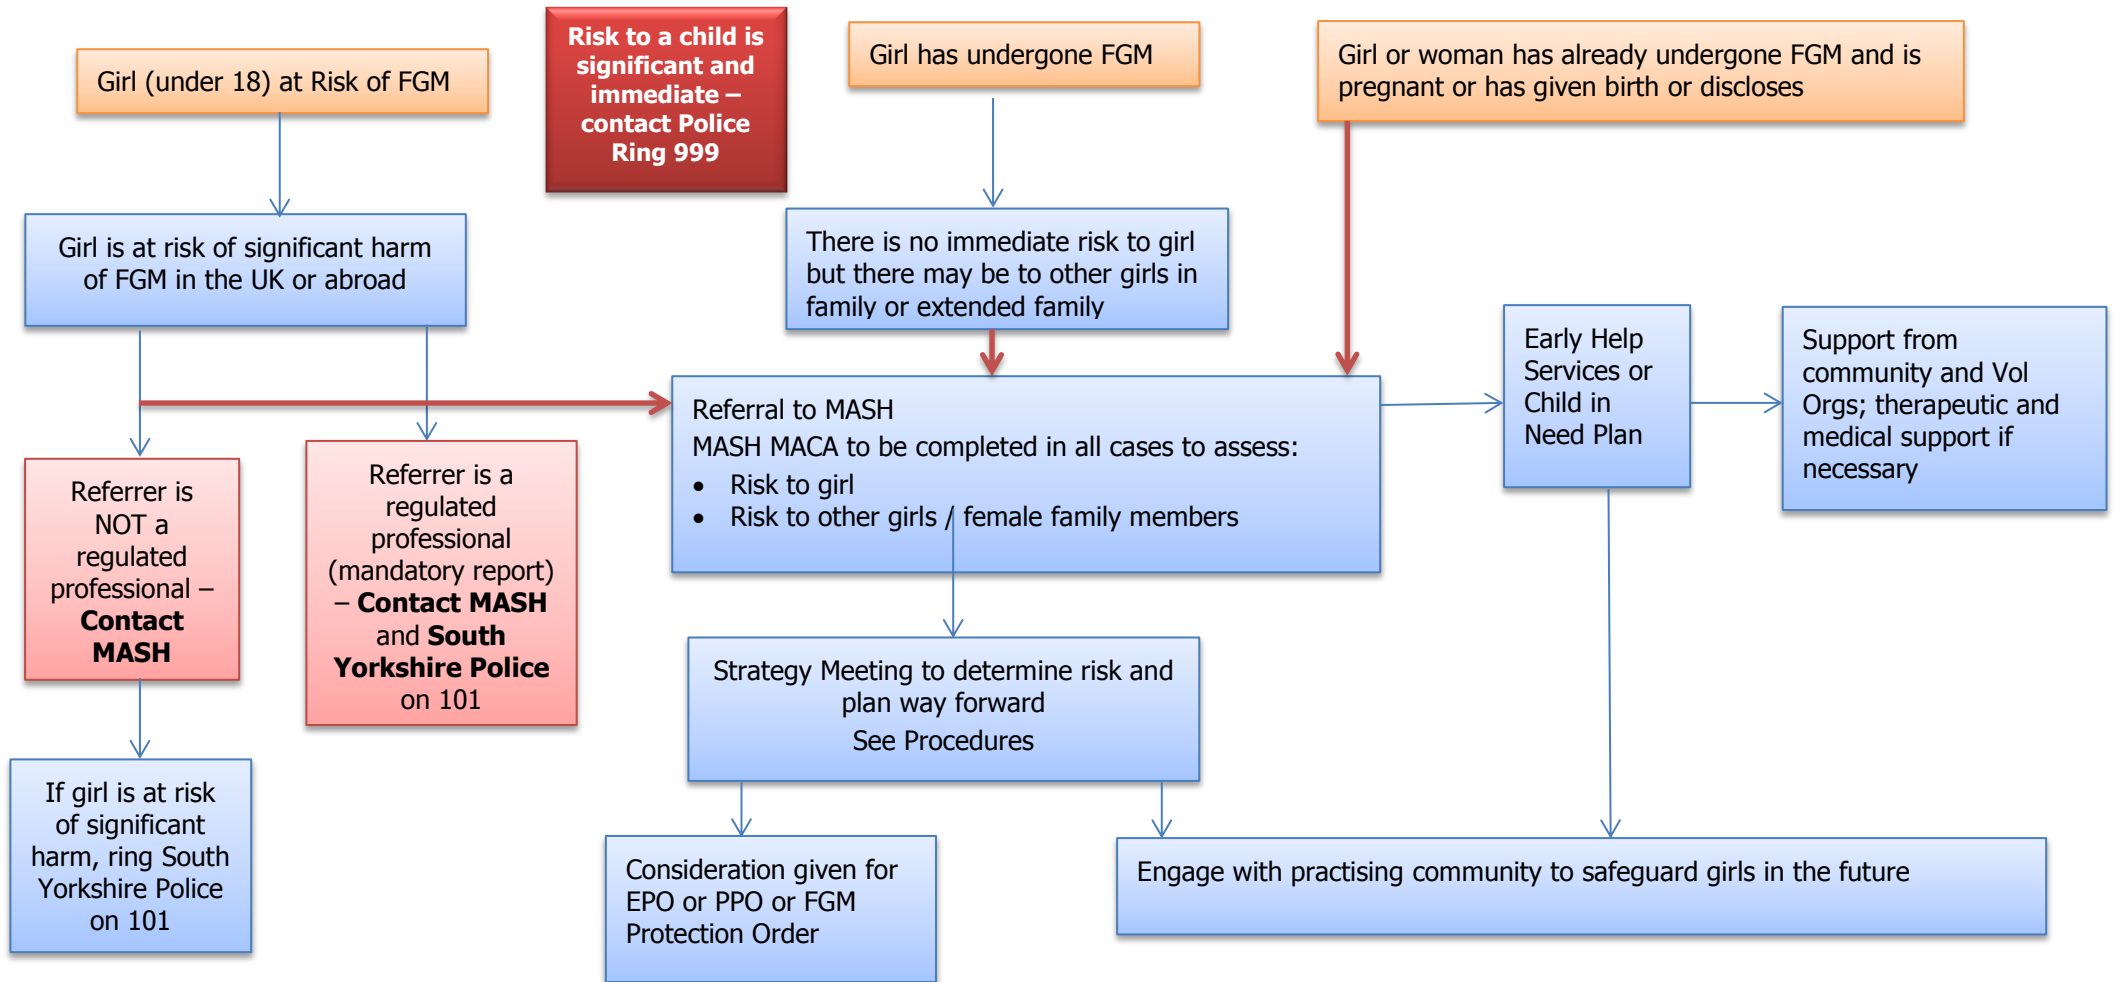 Girl (under 18) at Risk of FGM
Risk to a child is
significant and
immediate –
contact Police
Ring 999
Girl has undergone FGM
Girl or woman has already undergone FGM and is
pregnant or has given birth or discloses
Girl is at risk of significant harm
of FGM in the UK or abroad
There is no immediate risk to girl
but there may be to other girls in
family or extended family
Early Help
Services or
Child in
Need Plan
Support from
community and Vol
Orgs; therapeutic and
medical support if
necessary
Referral to MASH
MASH MACA to be completed in all cases to assess:
• Risk to girl
• Risk to other girls / female family members
Referrer is
NOT a
regulated
professional –
Contact
MASH
Referrer is a
regulated
professional
(mandatory report)
– Contact MASH
and South
Yorkshire Police
on 101
Strategy Meeting to determine risk and
plan way forward
See Procedures
If girl is at risk
of significant
harm, ring South
Yorkshire Police
on 101
Consideration given for
EPO or PPO or FGM
Protection Order
Engage with practising community to safeguard girls in the future